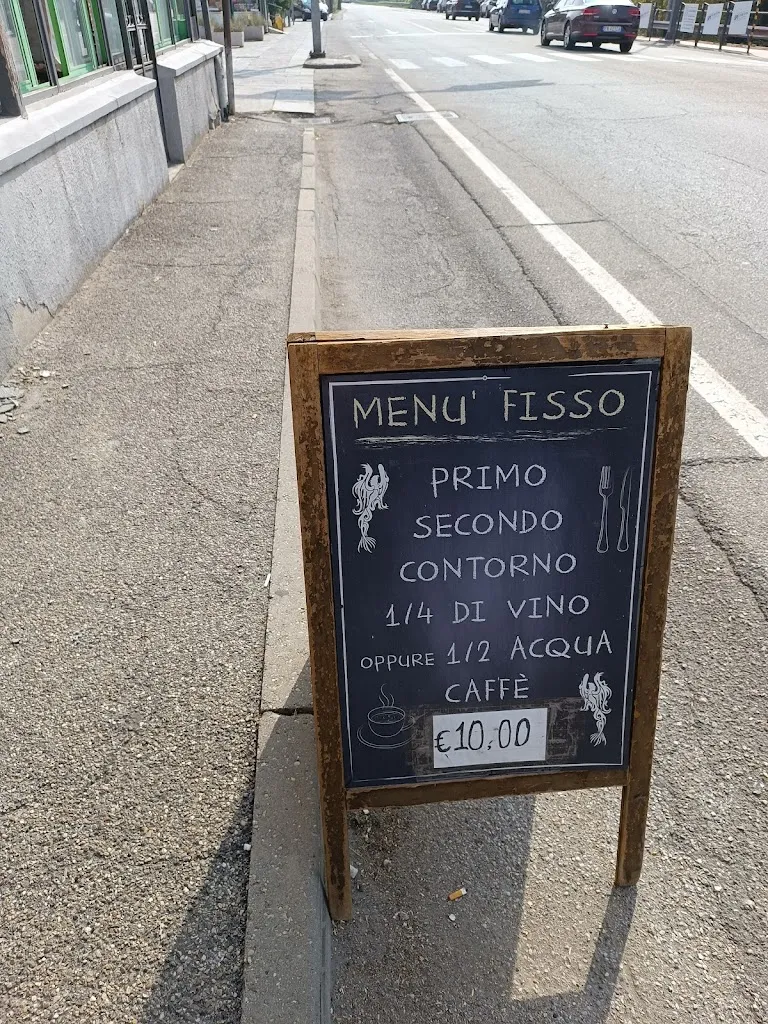 MENU' FISSO
PRIMO
SECONDO
CONTORNO
1/4 DI VINO
OPPURE 1/2 ACQUA
CAFFÈ
€10,00